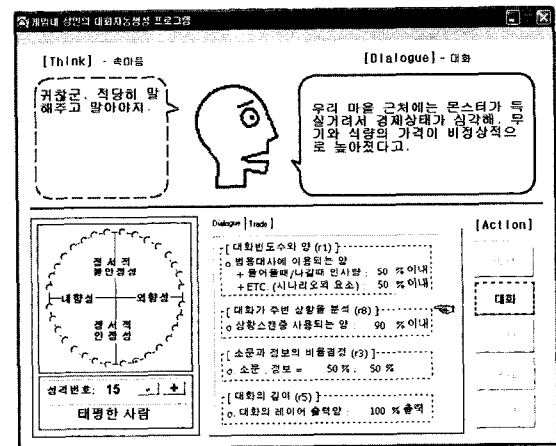 게임내 상인의 대화자동생성 프로그램
[Think] - 속마음
[Dialogue] - 대화
귀찮군. 적당히 말
해주고 말아야지.
우리 마을 근처에는 몬스터가 득
실거려서 경제상태가 심각해. 무
기와 식량의 가격이 비정상적으
로 높아졌다고.
Dialogue Trade
[Action]
정서적
불안정성
내향성
외향성
정서적
안정성
성격번호: 15 - +
태평한 사람
[ 대화빈도수와 양 (r1) ]
o 범용대사에 이용되는 양
+ 들어올때/나갈때 인사량 : 50 % 이내
+ETC. (시나리오외 요소) : 50 % 이내
[ 대화가 주변 상황을 분석 (r8) ]
o 상황스캔중 사용되는 양 : 90 % 이내
[ 소문과 정보의 비율결정 (r3) ]
o 소문 : 정보 = 50 % : 50 %
[ 대화의 길이 (r5) ]
o. 대화의 레이어 출력양 : 100 % 출력
대화